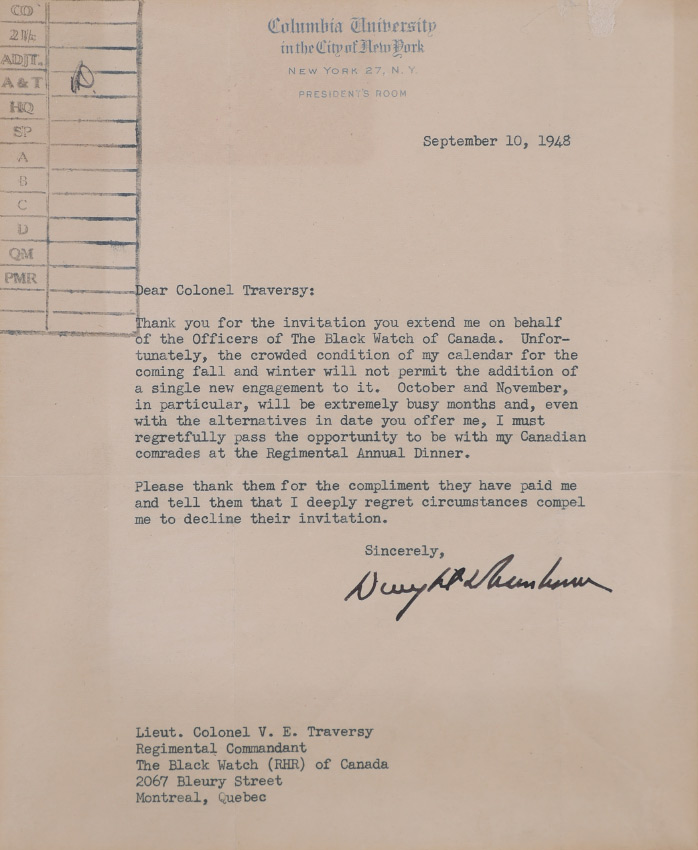 CO
2 I/c
ADJT.
A & T
HQ
SP
A
B
C
D
QM
PMR
Columbia University
in the City of New York
NEW YORK 27, N. Y.
PRESIDENT'S ROOM
September 10, 1948
Dear Colonel Traversy:
Thank you for the invitation you extend me on behalf
of the Officers of The Black Watch of Canada.  Unfor-
tunately, the crowded condition of my calendar for the
coming fall and winter will not permit the addition of
a single new engagement to it.  October and November,
in particular, will be extremely busy months and, even
with the alternatives in date you offer me, I must
regretfully pass the opportunity to be with my Canadian
comrades at the Regimental Annual Dinner.
Please thank them for the compliment they have paid me
and tell them that I deeply regret circumstances compel
me to decline their invitation.
Sincerely,
Dwight D Eisenhower
Lieut. Colonel V. E. Traversy
Regimental Commandant
The Black Watch (RHR) of Canada
2067 Bleury Street
Montreal, Quebec